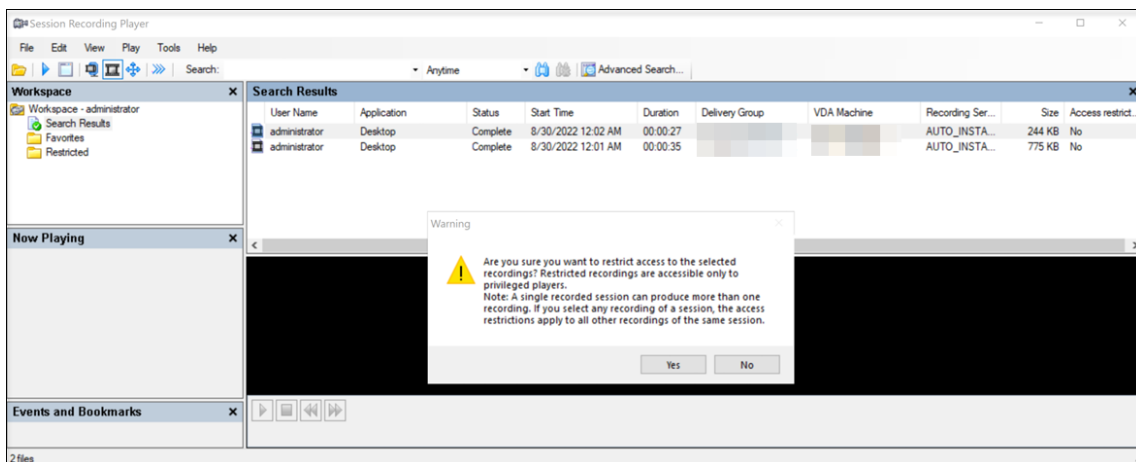 Session Recording Player
File Edit View Play Tools Help
Search: Anytime Advanced Search...
Workspace
Workspace - administrator
Search Results
Favorites
Restricted
Search Results
User Name Application Status Start Time Duration Delivery Group VDA Machine Recording Ser... Size Access restrict...
administrator Desktop Complete 8/30/2022 12:02 AM 00:00:27 AUTO_INSTA... 244 KB No
administrator Desktop Complete 8/30/2022 12:01 AM 00:00:35 AUTO_INSTA... 775 KB No
Now Playing
Warning
Are you sure you want to restrict access to the selected
recordings? Restricted recordings are accessible only to
privileged players.
Note: A single recorded session can produce more than one
recording. If you select any recording of a session, the access
restrictions apply to all other recordings of the same session.
Yes No
Events and Bookmarks
2 files